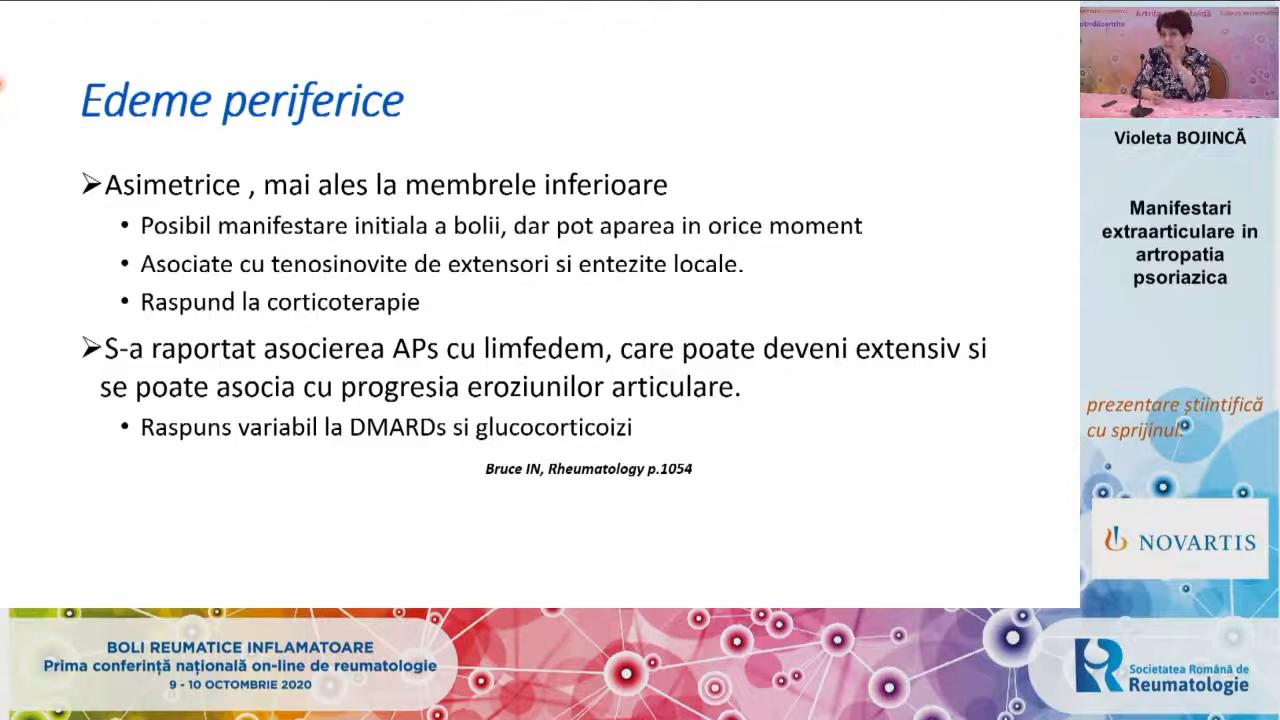 Edeme periferice
➢Asimetrice , mai ales la membrele inferioare
• Posibil manifestare initiala a bolii, dar pot aparea in orice moment
• Asociate cu tenosinovite de extensori si entezite locale.
• Raspund la corticoterapie
➢S-a raportat asocierea APs cu limfedem, care poate deveni extensiv si
se poate asocia cu progresia eroziunilor articulare.
• Raspuns variabil la DMARDs si glucocorticoizi
Bruce IN, Rheumatology p.1054
Violeta BOJINCĂ
Manifestari
extraarticulare in
artropatia
psoriazica
prezentare științifică
cu sprijinul:
NOVARTIS
BOLI REUMATICE INFLAMATOARE
Prima conferință națională on-line de reumatologie
9 - 10 OCTOMBRIE 2020
Societatea Română de
Reumatologie